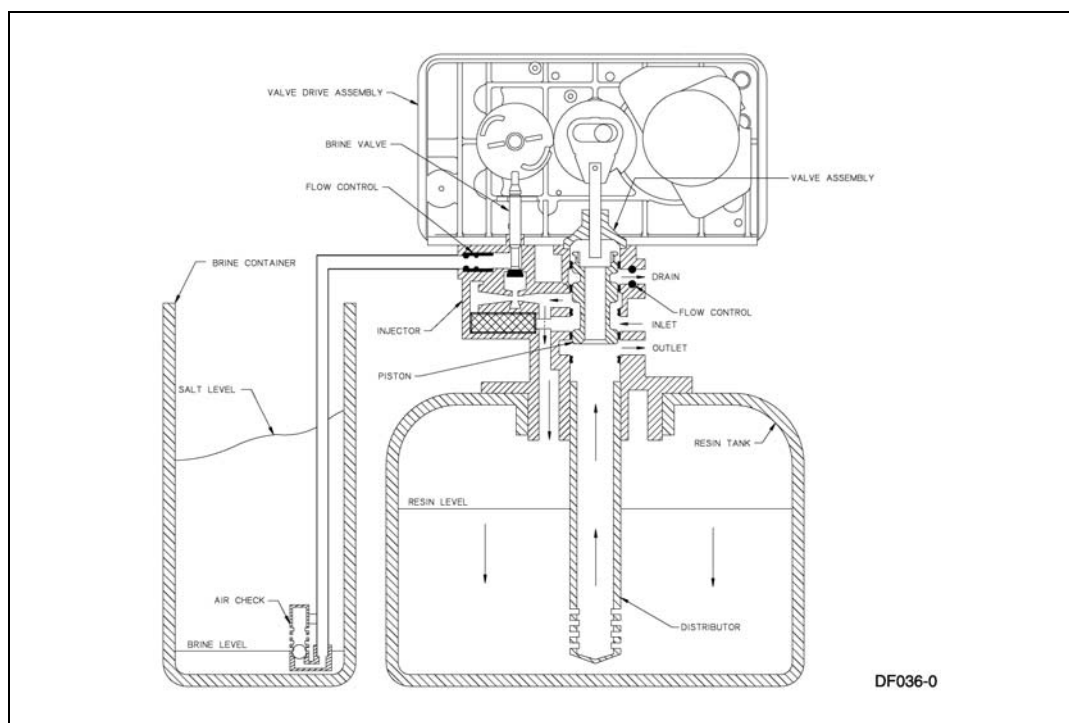 VALVE DRIVE ASSEMBLY
BRINE VALVE
VALVE ASSEMBLY
FLOW CONTROL
BRINE CONTAINER
DRAIN
FLOW CONTROL
INJECTOR
INLET
OUTLET
PISTON
SALT LEVEL
RESIN TANK
RESIN LEVEL
AIR CHECK
DISTRIBUTOR
BRINE LEVEL
DF036-0